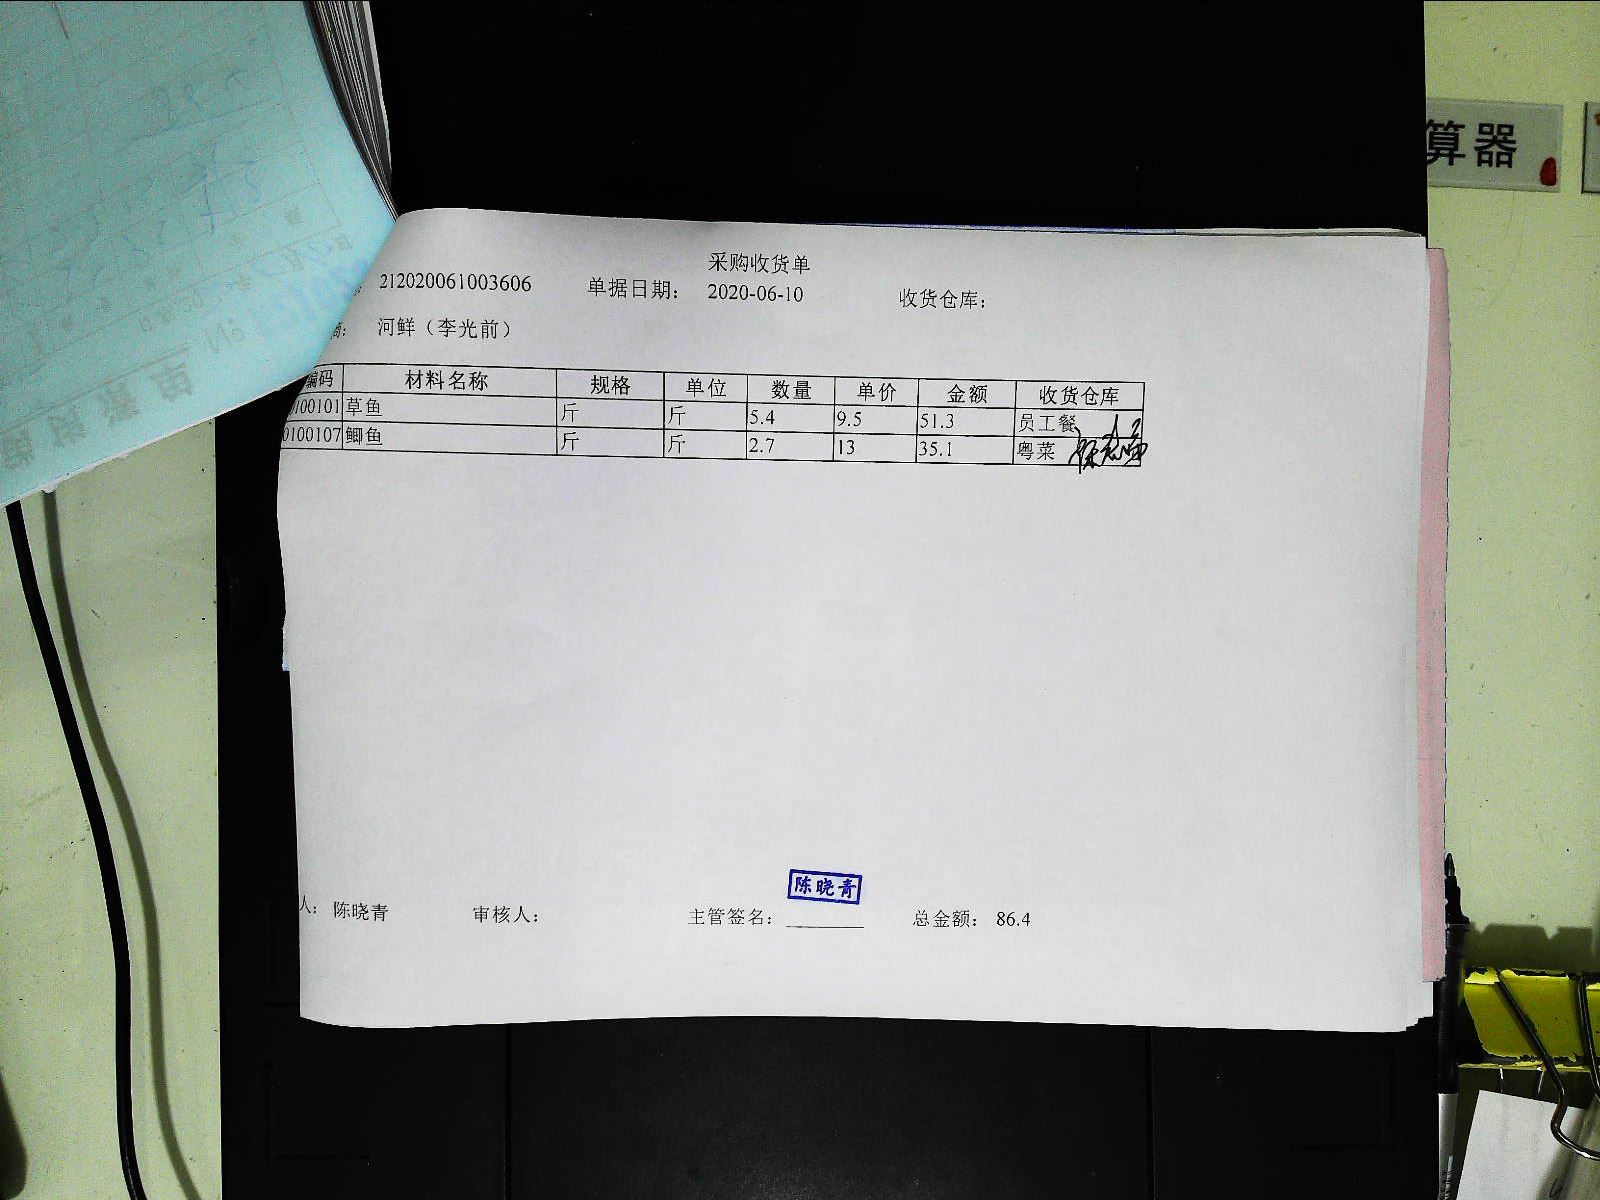 算器
采购收货单
212020061003606 单据日期： 2020-06-10 收货仓库：
河鲜（李光前）
编码 材料名称 规格 单位 数量 单价 金额 收货仓库
0100101 草鱼 斤 斤 5.4 9.5 51.3 员工餐
0100107 鲫鱼 斤 斤 2.7 13 35.1 粤菜
陈晓青
人： 陈晓青 审核人： 主管签名： 总金额： 86.4